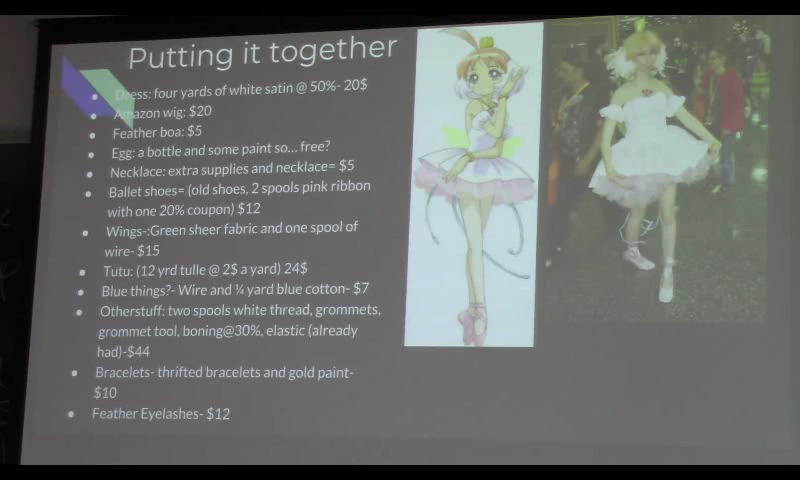 Putting it together
Dress: four yards of white satin @ 50%- 20$
Amazon wig: $20
Feather boa: $5
Egg: a bottle and some paint so... free?
Necklace: extra supplies and necklace= $5
Ballet shoes= (old shoes, 2 spools pink ribbon
with one 20% coupon) $12
Wings-:Green sheer fabric and one spool of
wire- $15
Tutu: (12 yrd tulle @ 2$ a yard) 24$
Blue things?- Wire and ¼ yard blue cotton- $7
Otherstuff: two spools white thread, grommets,
grommet tool, boning@30%, elastic (already
had)-$44
Bracelets- thrifted bracelets and gold paint-
$10
Feather Eyelashes- $12